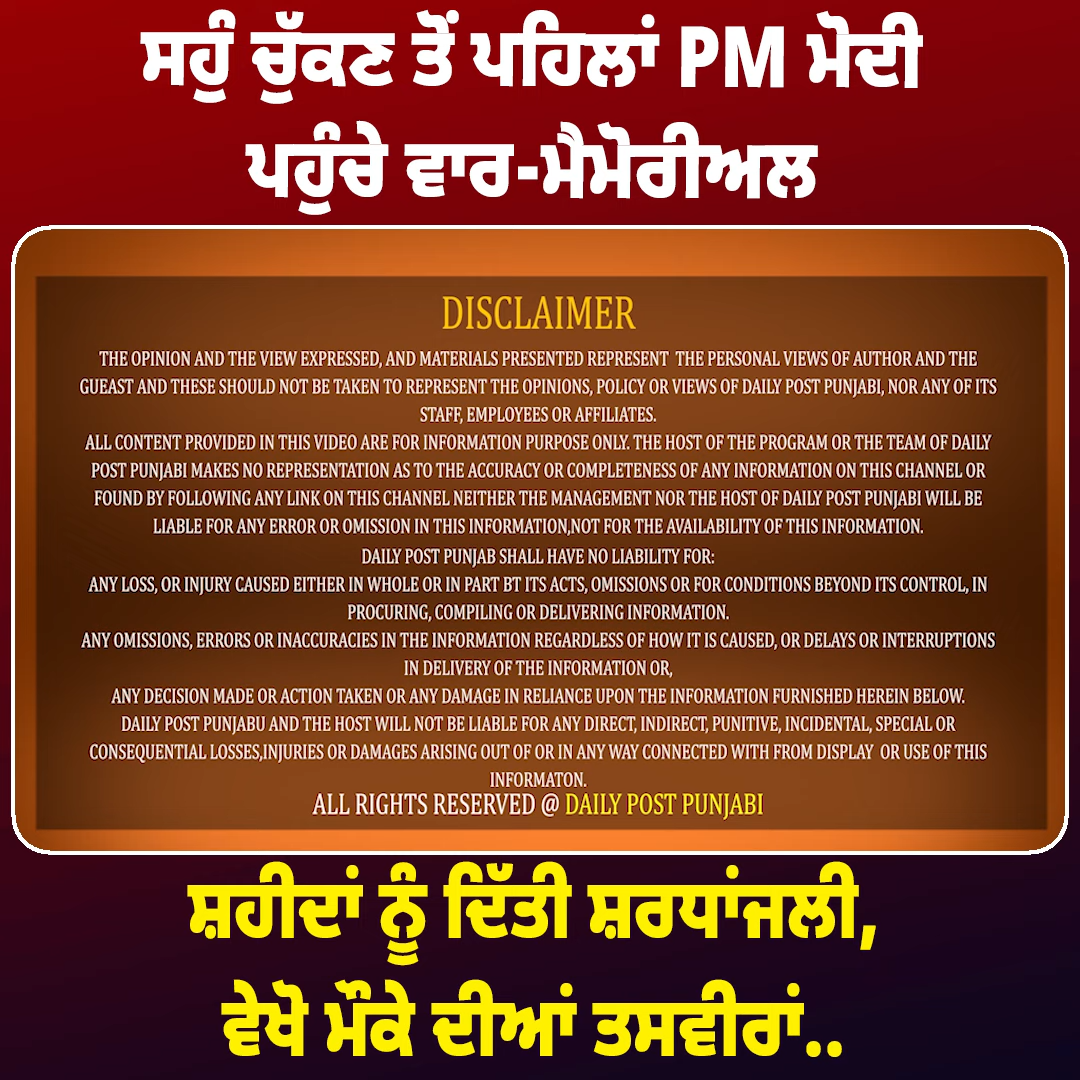 ਸਹੁੰ ਚੁੱਕਣ ਤੋਂ ਪਹਿਲਾਂ PM ਮੋਦੀ
ਪਹੁੰਚੇ ਵਾਰ-ਮੈਮੋਰੀਅਲ
DISCLAIMER
THE OPINION AND THE VIEW EXPRESSED, AND MATERIALS PRESENTED REPRESENT THE PERSONAL VIEWS OF AUTHOR AND THE
GUEAST AND THESE SHOULD NOT BE TAKEN TO REPRESENT THE OPINIONS, POLICY OR VIEWS OF DAILY POST PUNJABI, NOR ANY OF ITS
STAFF, EMPLOYEES OR AFFILIATES.
ALL CONTENT PROVIDED IN THIS VIDEO ARE FOR INFORMATION PURPOSE ONLY. THE HOST OF THE PROGRAM OR THE TEAM OF DAILY
POST PUNJABI MAKES NO REPRESENTATION AS TO THE ACCURACY OR COMPLETENESS OF ANY INFORMATION ON THIS CHANNEL OR
FOUND BY FOLLOWING ANY LINK ON THIS CHANNEL NEITHER THE MANAGEMENT NOR THE HOST OF DAILY POST PUNJABI WILL BE
LIABLE FOR ANY ERROR OR OMISSION IN THIS INFORMATION,NOT FOR THE AVAILABILITY OF THIS INFORMATION.
DAILY POST PUNJAB SHALL HAVE NO LIABILITY FOR:
ANY LOSS, OR INJURY CAUSED EITHER IN WHOLE OR IN PART BT ITS ACTS, OMISSIONS OR FOR CONDITIONS BEYOND ITS CONTROL, IN
PROCURING, COMPILING OR DELIVERING INFORMATION.
ANY OMISSIONS, ERRORS OR INACCURACIES IN THE INFORMATION REGARDLESS OF HOW IT IS CAUSED, OR DELAYS OR INTERRUPTIONS
IN DELIVERY OF THE INFORMATION OR,
ANY DECISION MADE OR ACTION TAKEN OR ANY DAMAGE IN RELIANCE UPON THE INFORMATION FURNISHED HEREIN BELOW.
DAILY POST PUNJABU AND THE HOST WILL NOT BE LIABLE FOR ANY DIRECT, INDIRECT, PUNITIVE, INCIDENTAL, SPECIAL OR
CONSEQUENTIAL LOSSES,INJURIES OR DAMAGES ARISING OUT OF OR IN ANY WAY CONNECTED WITH FROM DISPLAY OR USE OF THIS
INFORMATON.
ALL RIGHTS RESERVED @ DAILY POST PUNJABI
ਸ਼ਹੀਦਾਂ ਨੂੰ ਦਿੱਤੀ ਸ਼ਰਧਾਂਜਲੀ,
ਵੇਖੋ ਮੌਕੇ ਦੀਆਂ ਤਸਵੀਰਾਂ..